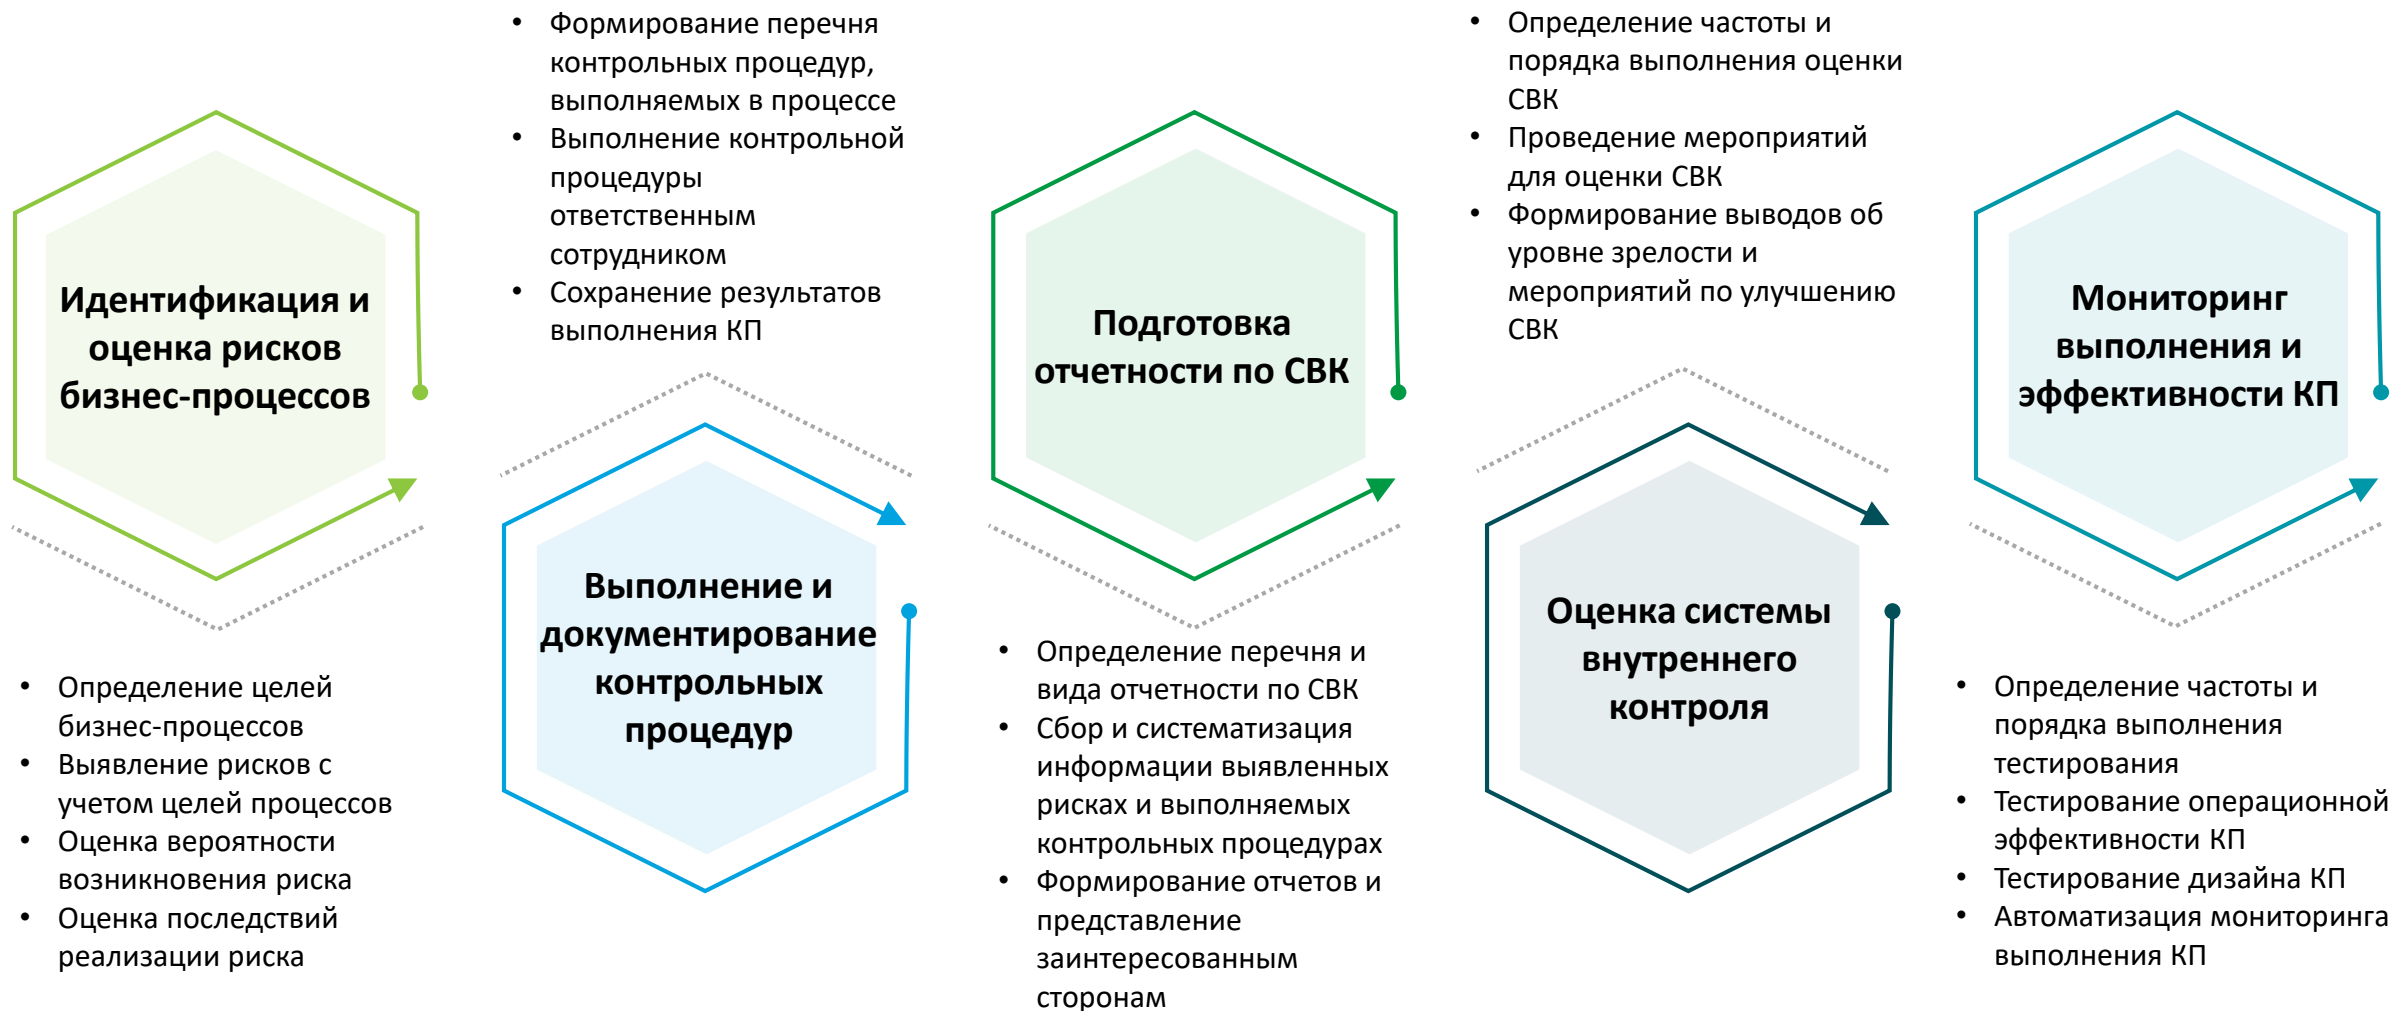 Идентификация и
оценка рисков
бизнес-процессов
• Определение целей
бизнес-процессов
• Выявление рисков с
учетом целей процессов
• Оценка вероятности
возникновения риска
• Оценка последствий
реализации риска
• Формирование перечня
контрольных процедур,
выполняемых в процессе
• Выполнение контрольной
процедуры
ответственным
сотрудником
• Сохранение результатов
выполнения КП
Выполнение и
документирование
контрольных
процедур
Подготовка
отчетности по СВК
• Определение перечня и
вида отчетности по СВК
• Сбор и систематизация
информации выявленных
рисках и выполняемых
контрольных процедурах
• Формирование отчетов и
представление
заинтересованным
сторонам
• Определение частоты и
порядка выполнения оценки
СВК
• Проведение мероприятий
для оценки СВК
• Формирование выводов об
уровне зрелости и
мероприятий по улучшению
СВК
Оценка системы
внутреннего
контроля
Мониторинг
выполнения и
эффективности КП
• Определение частоты и
порядка выполнения
тестирования
• Тестирование операционной
эффективности КП
• Тестирование дизайна КП
• Автоматизация мониторинга
выполнения КП